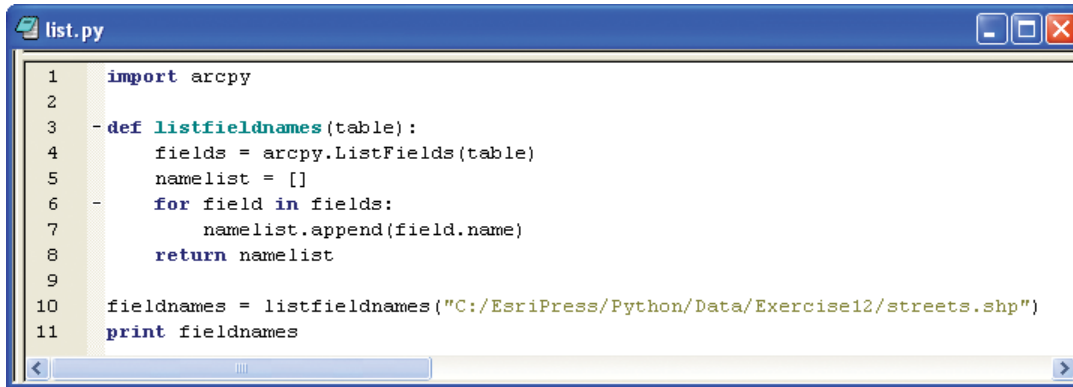 list.py
1 import arcpy
2
3 -def listfieldnames(table):
4     fields = arcpy.ListFields(table)
5     namelist = []
6 -    for field in fields:
7         namelist.append(field.name)
8     return namelist
9
10 fieldnames = listfieldnames("C:/EsriPress/Python/Data/Exercise12/streets.shp")
11 print fieldnames